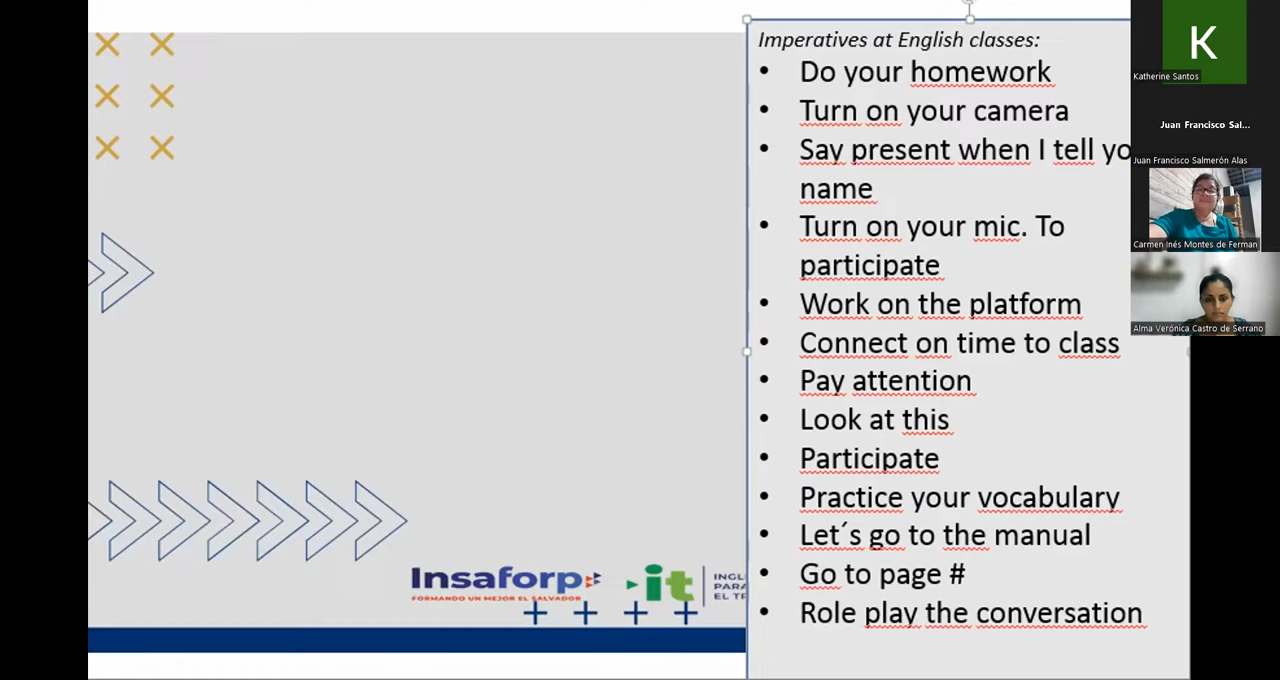 Imperatives at English classes:
• Do your homework
• Turn on your camera
• Say present when I tell yo
name
• Turn on your mic. To
participate
• Work on the platform
• Connect on time to class
• Pay attention
• Look at this
• Participate
• Practice your vocabulary
• Let´s go to the manual
• Go to page #
• Role play the conversation
Insaforp
FORMANDO UN MEJOR EL SALVADOR
it
INGL
PARA
EL TR
K
Katherine Santos
Juan Francisco Sal...
Juan Francisco Salmerón Alas
Carmen Inés Montes de Ferman
Alma Verónica Castro de Serrano